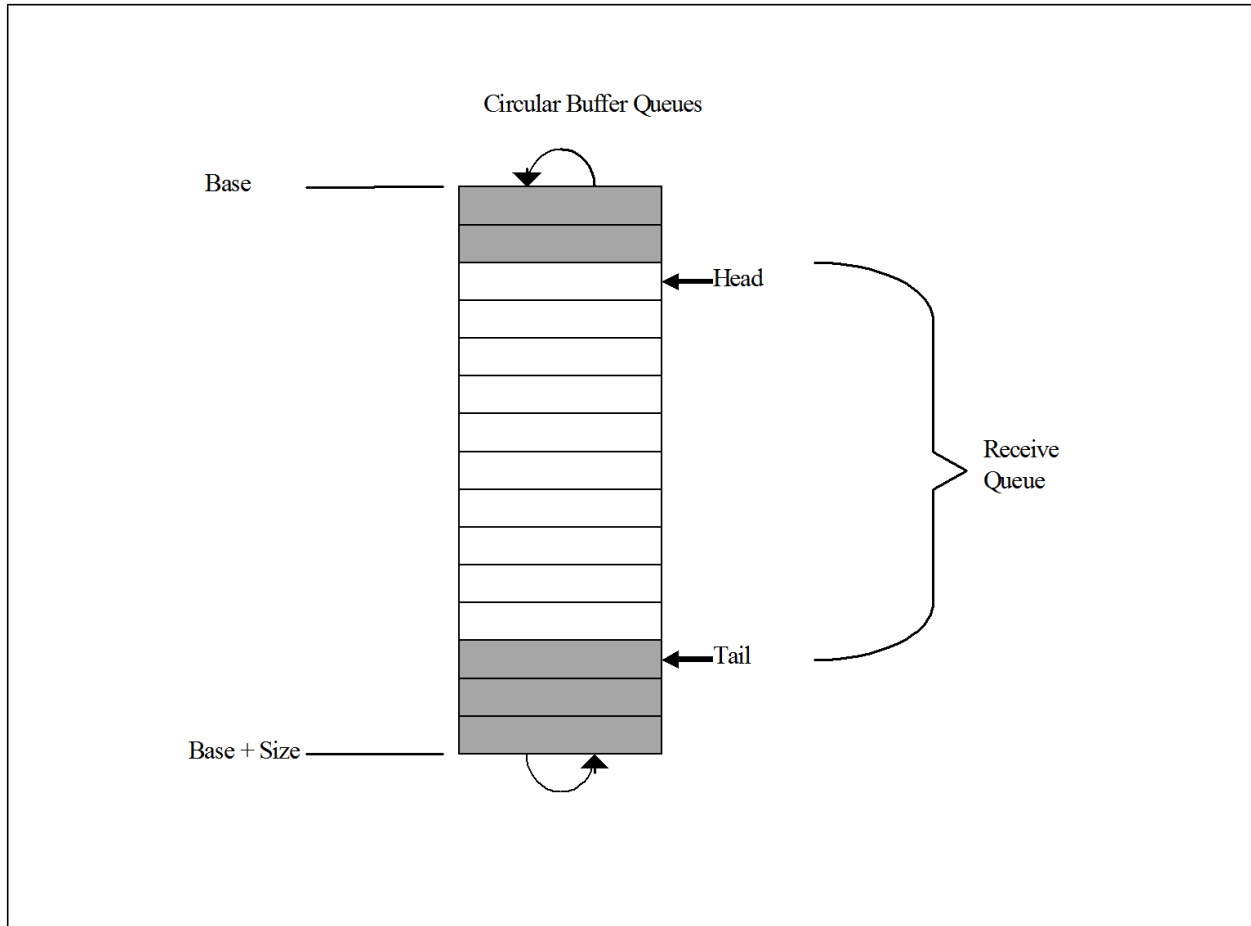 Circular Buffer Queues
Base
Head
Receive
Queue
Tail
Base + Size